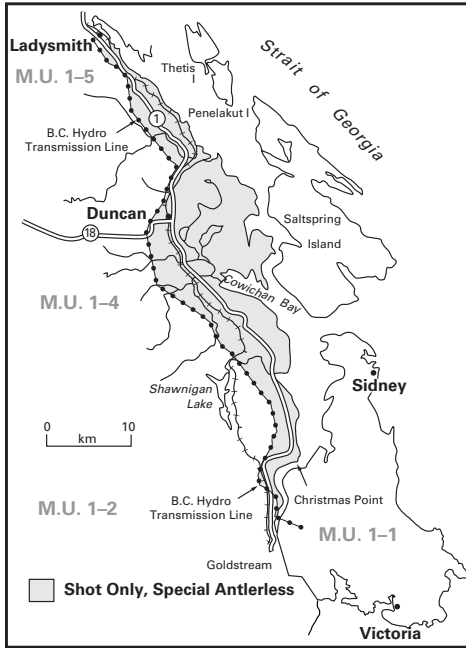 Ladysmith
M.U. 1–5
Thetis
I
Strait of Georgia
Penelakut I
1
B.C. Hydro
Transmission Line
Duncan
18
Saltspring
Island
M.U. 1–4
Cowichan Bay
Shawnigan
Lake
Sidney
0 10
km
M.U. 1–2
B.C. Hydro
Transmission Line
Christmas Point
M.U. 1–1
Goldstream
Shot Only, Special Antlerless
Victoria